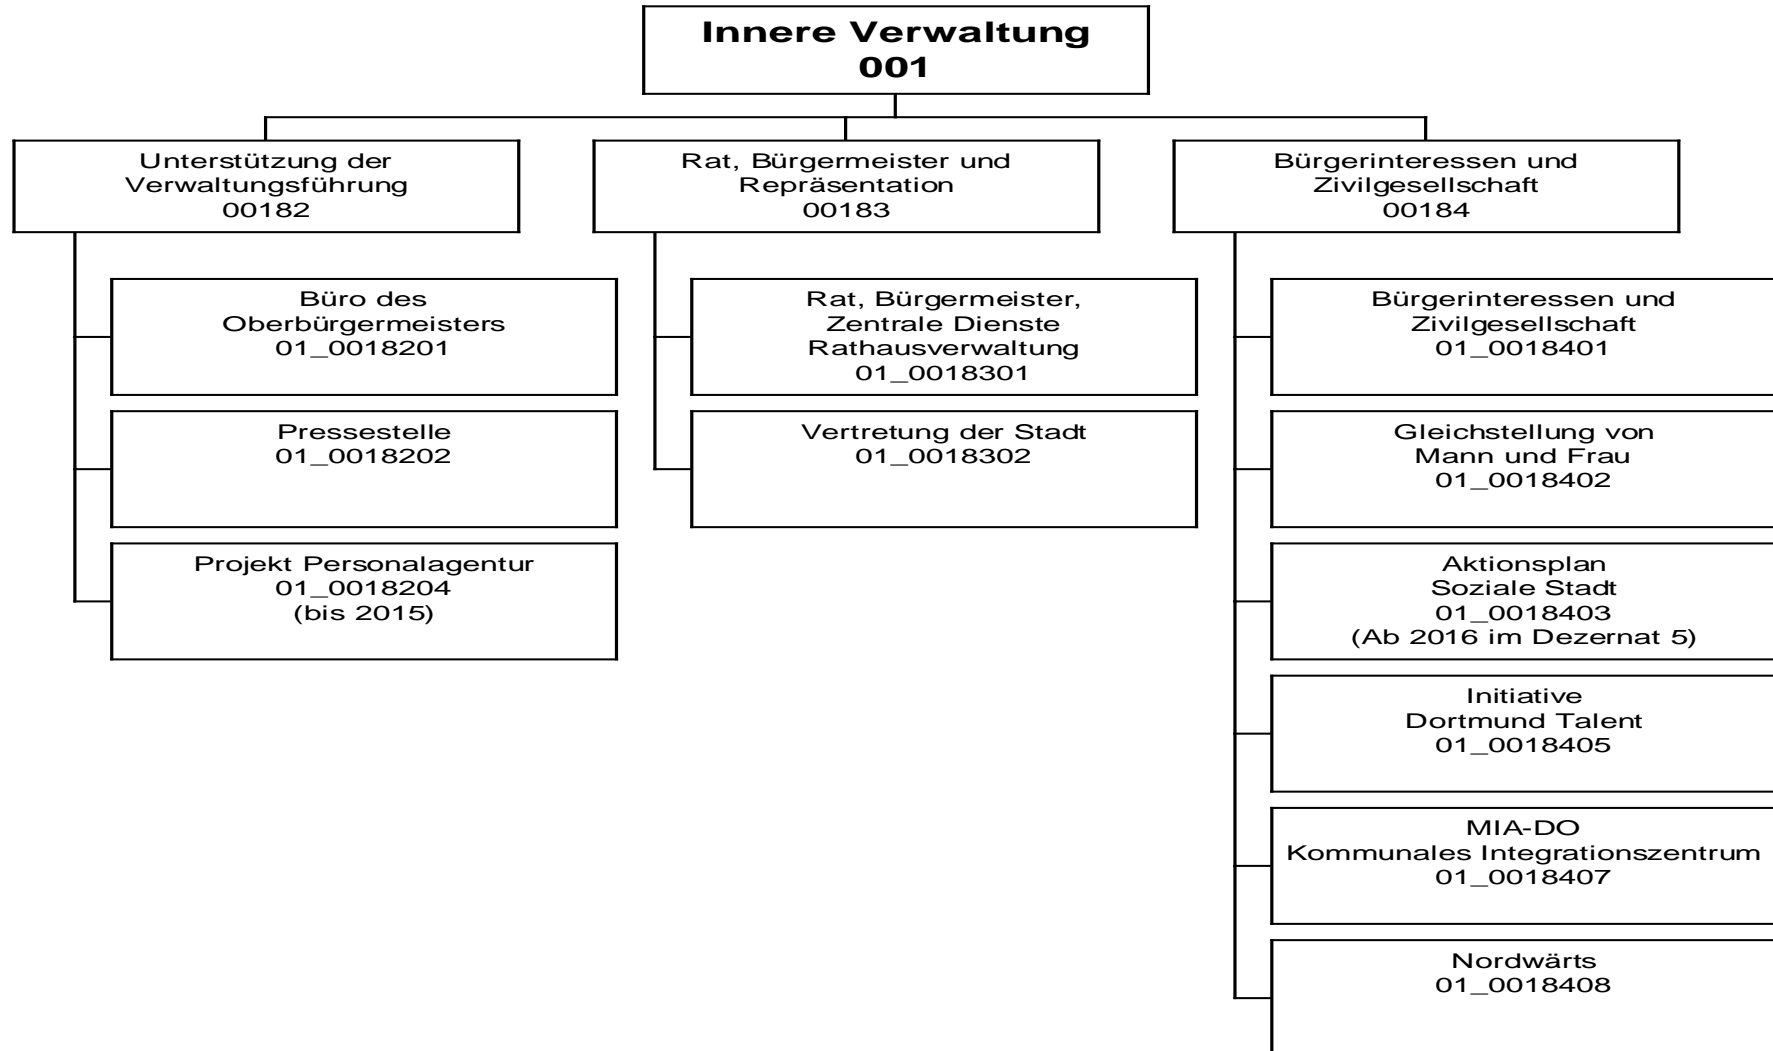 Innere Verwaltung
001
Unterstützung der
Verwaltungsführung
00182
Büro des
Oberbürgermeisters
01_0018201
Pressestelle
01_0018202
Projekt Personalagentur
01_0018204
(bis 2015)
Rat, Bürgermeister und
Repräsentation
00183
Rat, Bürgermeister,
Zentrale Dienste
Rathausverwaltung
01_0018301
Vertretung der Stadt
01_0018302
Bürgerinteressen und
Zivilgesellschaft
00184
Bürgerinteressen und
Zivilgesellschaft
01_0018401
Gleichstellung von
Mann und Frau
01_0018402
Aktionsplan
Soziale Stadt
01_0018403
(Ab 2016 im Dezernat 5)
Initiative
Dortmund Talent
01_0018405
MIA-DO
Kommunales Integrationszentrum
01_0018407
Nordwärts
01_0018408